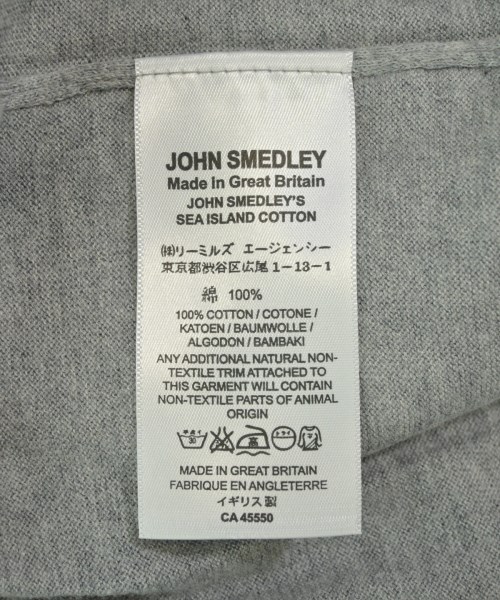 JOHN SMEDLEY
Made in Great Britain
JOHN SMEDLEY'S
SEA ISLAND COTTON
㈱リーミルズ エージェンシー
東京都渋谷区広尾1-13-1
綿 100%
100% COTTON / COTONE /
KATOEN / BAUMWOLLE /
ALGODON / BAMBAKI
ANY ADDITIONAL NATURAL NON-
TEXTILE TRIM ATTACHED TO
THIS GARMENT WILL CONTAIN
NON-TEXTILE PARTS OF ANIMAL
ORIGIN
MADE IN GREAT BRITAIN
FABRIQUE EN ANGLETERRE
イギリス製
CA 45550